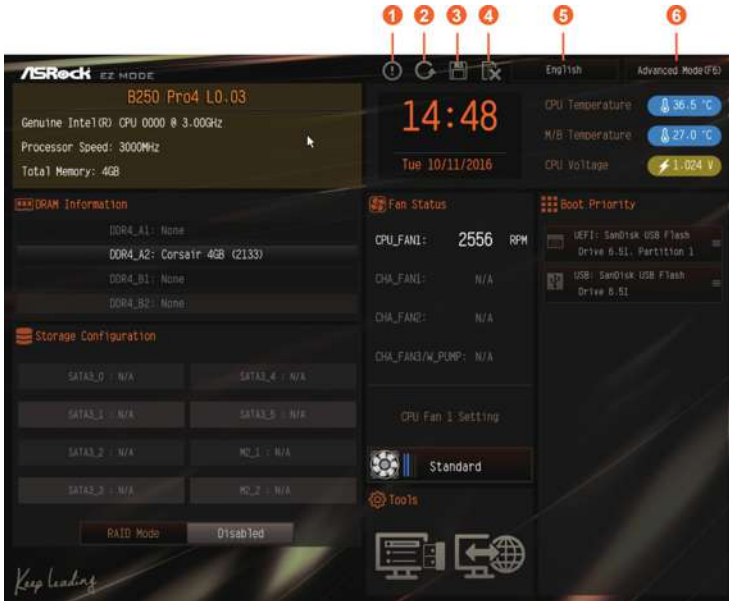 1 2 3 4 5 6
ASRock EZ MODE
English
Advanced Mode(F6)
B250 Pro4 L0.03
Genuine Intel(R) CPU 0000 @ 3.00GHz
Processor Speed: 3000MHz
Total Memory: 4GB
14:48
Tue 10/11/2016
CPU Temperature 36.5 °C
M/B Temperature 27.0 °C
CPU Voltage 1.024 V
DRAM Information
DDR4_A1: None
DDR4_A2: Corsair 4GB (2133)
DDR4_B1: None
DDR4_B2: None
Storage Configuration
SATA3_0 : N/A
SATA3_4 : N/A
SATA3_1 : N/A
SATA3_5 : N/A
SATA3_2 : N/A
M2_1 : N/A
SATA3_3 : N/A
M2_2 : N/A
RAID Mode
Disabled
Keep Leading
Fan Status
CPU_FAN1: 2556 RPM
CHA_FAN1: N/A
CHA_FAN2: N/A
CHA_FAN3/W_PUMP: N/A
CPU Fan 1 Setting
Standard
Tools
Boot Priority
UEFI: SanDisk USB Flash
Drive 6.51, Partition 1
USB: SanDisk USB Flash
Drive 6.51